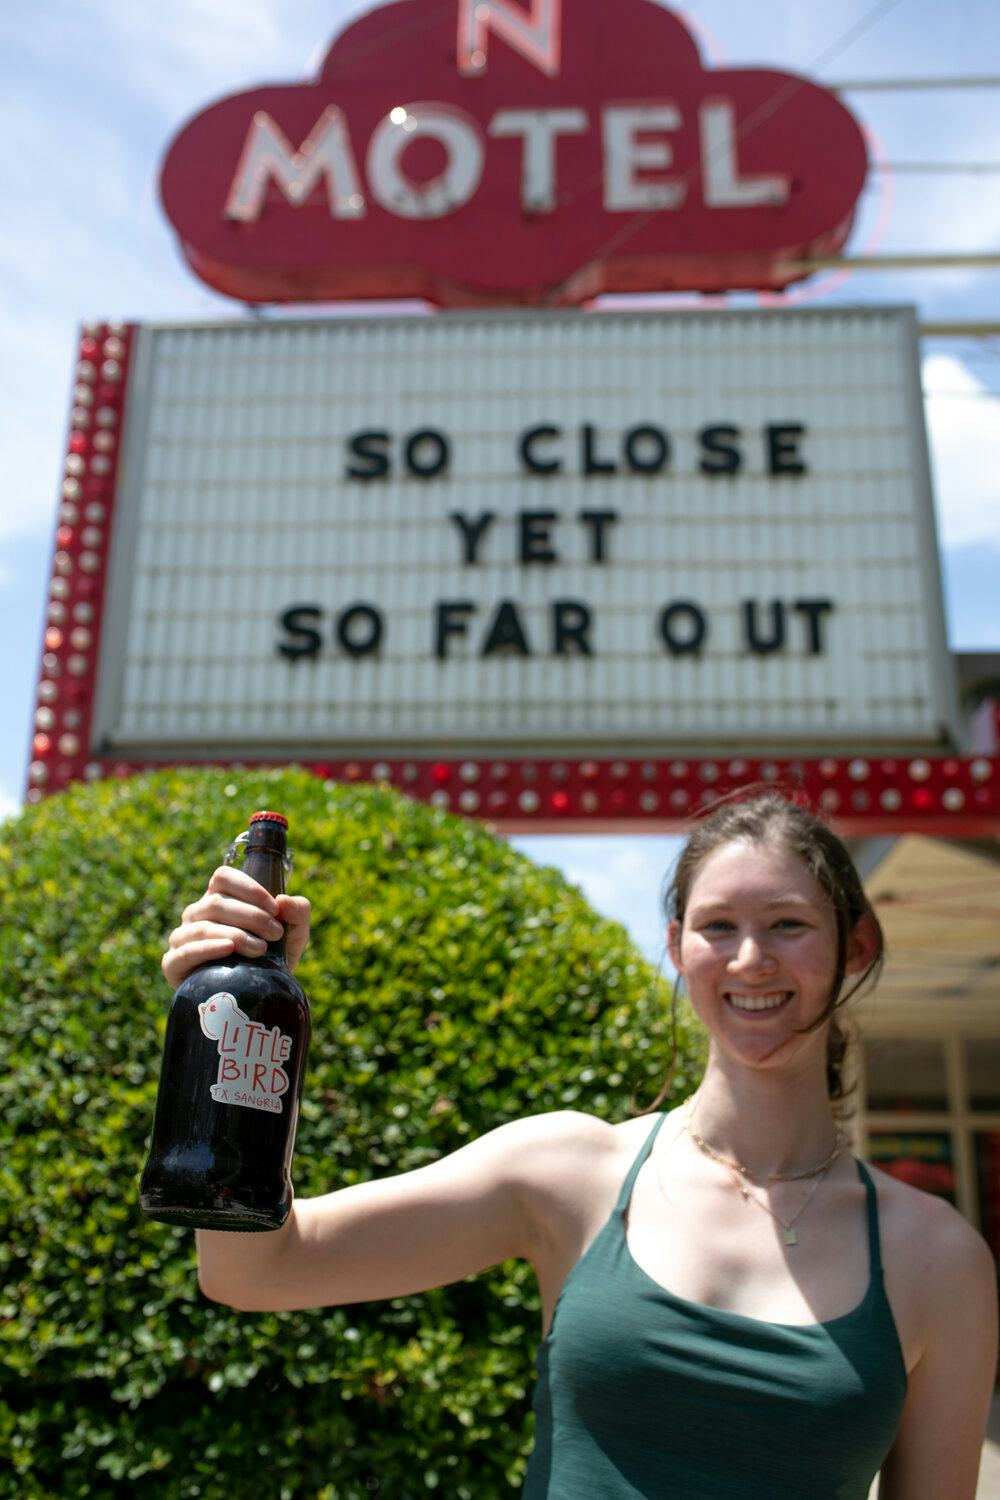 N
MOTEL
SO CLOSE
YET
SO FAR OUT
LITTLE
BIRD
TX SANGRIA